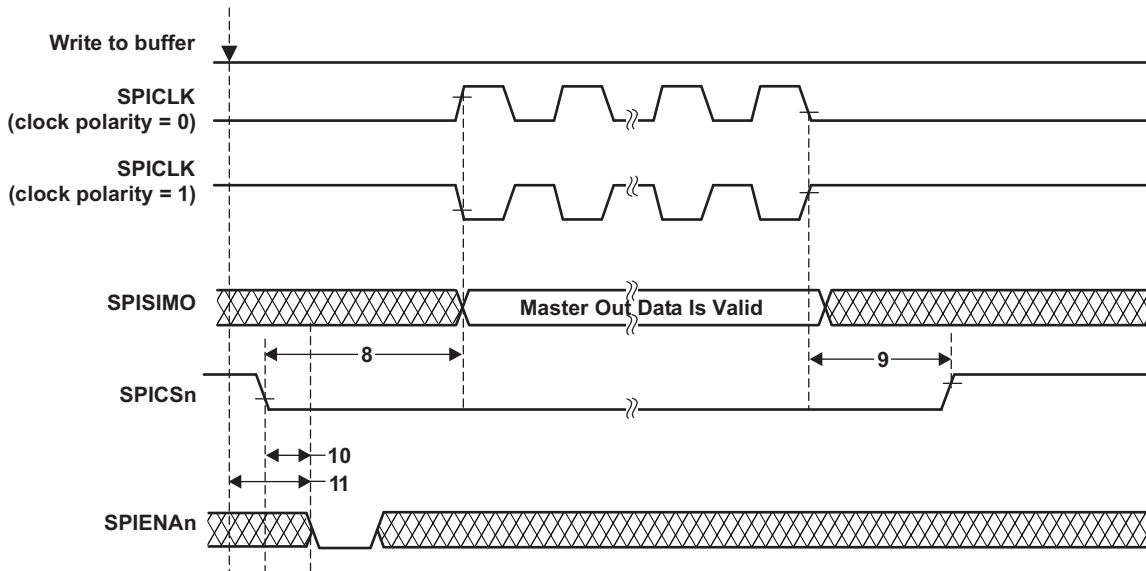 Write to buffer
SPICLK
(clock polarity = 0)
SPICLK
(clock polarity = 1)
SPISIMO
Master Out Data Is Valid
8
9
SPICSn
10
11
SPIENAn